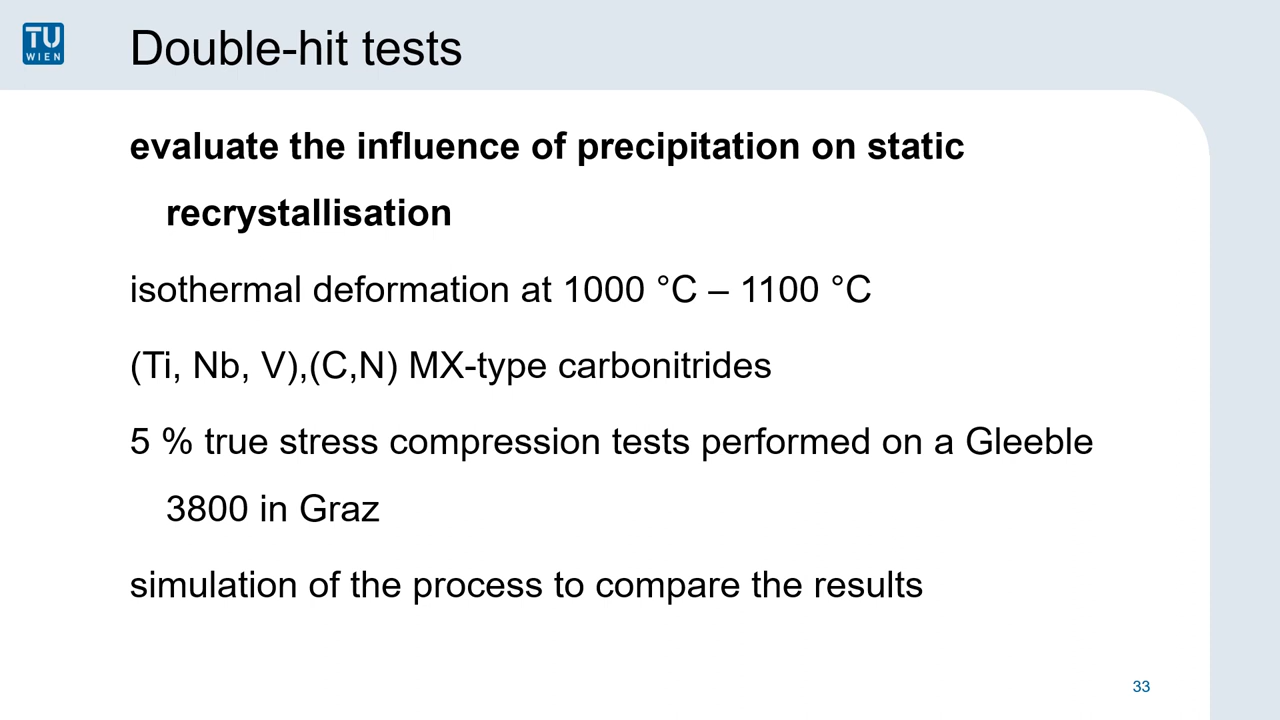 TU
WIEN
Double-hit tests
evaluate the influence of precipitation on static
recrystallisation
isothermal deformation at 1000 °C – 1100 °C
(Ti, Nb, V),(C,N) MX-type carbonitrides
5 % true stress compression tests performed on a Gleeble
3800 in Graz
simulation of the process to compare the results
33